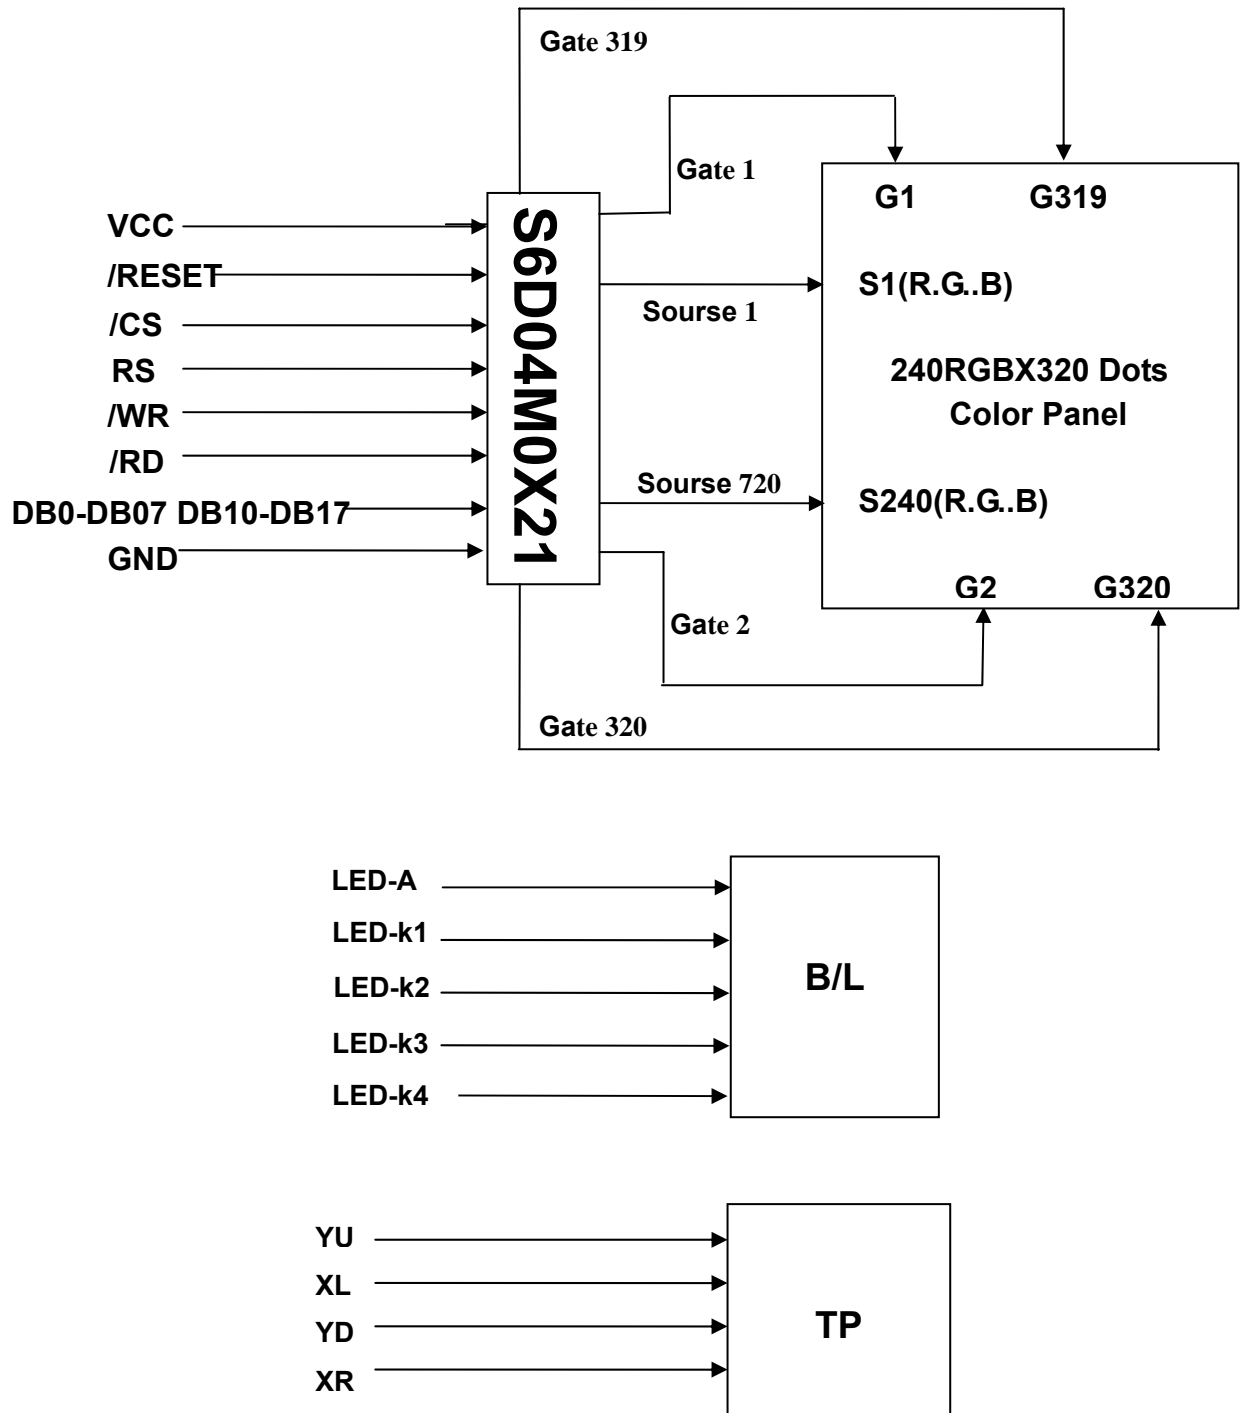 Gate 319
Gate 1
G1 G319
VCC
/RESET
/CS
RS
/WR
/RD
DB0-DB07 DB10-DB17
GND
S6D04M0X21
Sourse 1
S1(R.G..B)
240RGBX320 Dots
Color Panel
Sourse 720
S240(R.G..B)
G2 G320
Gate 2
Gate 320
LED-A
LED-k1
LED-k2
LED-k3
LED-k4
B/L
YU
XL
YD
XR
TP